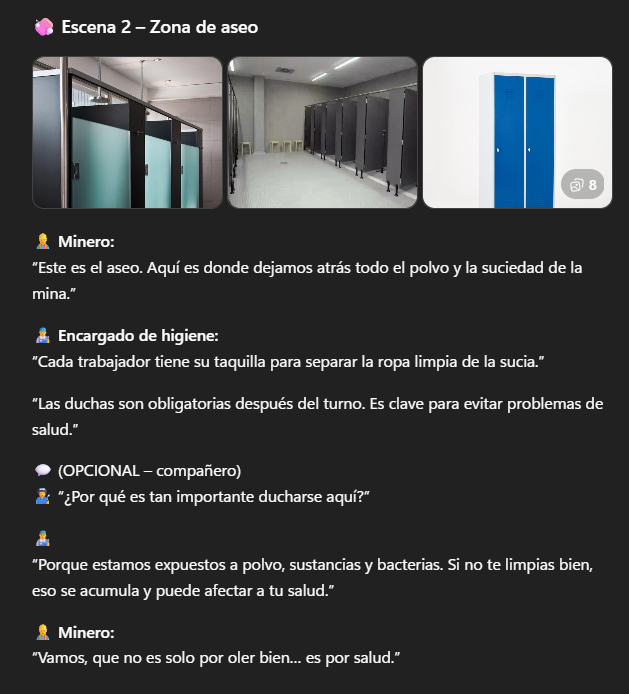 🧼 Escena 2 – Zona de aseo
8
👷 Minero:
“Este es el aseo. Aquí es donde dejamos atrás todo el polvo y la suciedad de la
mina.”
🧑‍🔧 Encargado de higiene:
“Cada trabajador tiene su taquilla para separar la ropa limpia de la sucia.”
“Las duchas son obligatorias después del turno. Es clave para evitar problemas de
salud.”
💬 (OPCIONAL – compañero)
👮 “¿Por qué es tan importante ducharse aquí?”
🧑‍🔧
“Porque estamos expuestos a polvo, sustancias y bacterias. Si no te limpias bien,
eso se acumula y puede afectar a tu salud.”
👷 Minero:
“Vamos, que no es solo por oler bien… es por salud.”